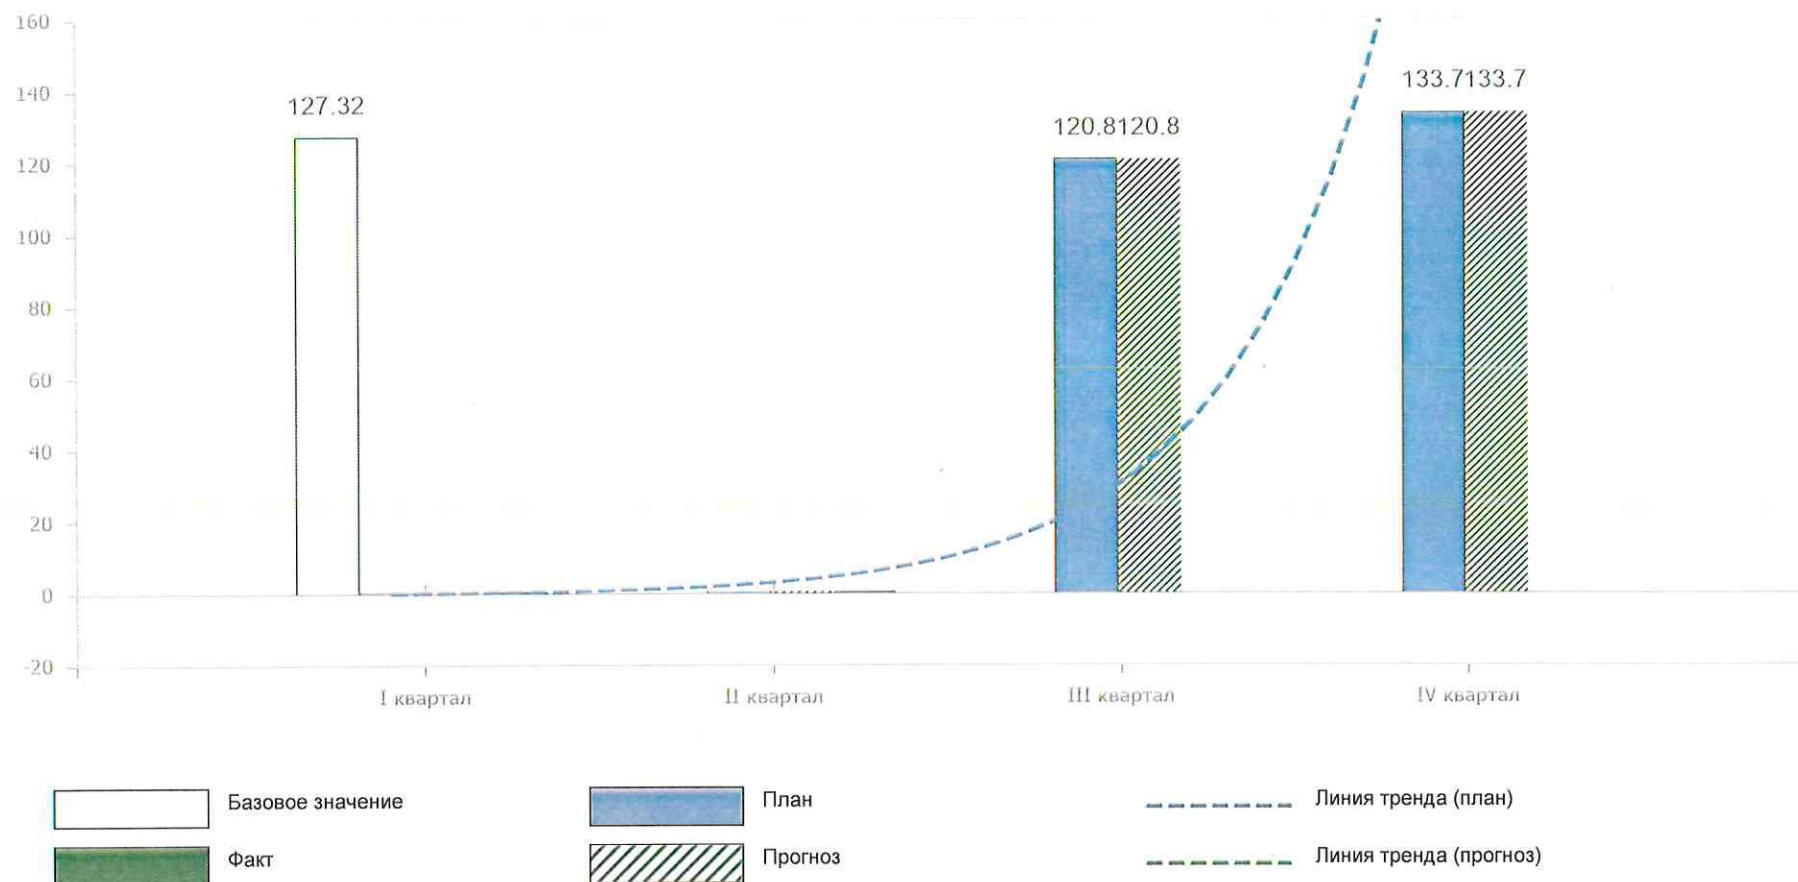 160
133.7133.7
140
127.32
120.8120.8
120
100
80
60
40
20
0
-20
I квартал
II квартал
III квартал
IV квартал
Базовое значение
План
Линия тренда (план)
Факт
Прогноз
Линия тренда (прогноз)